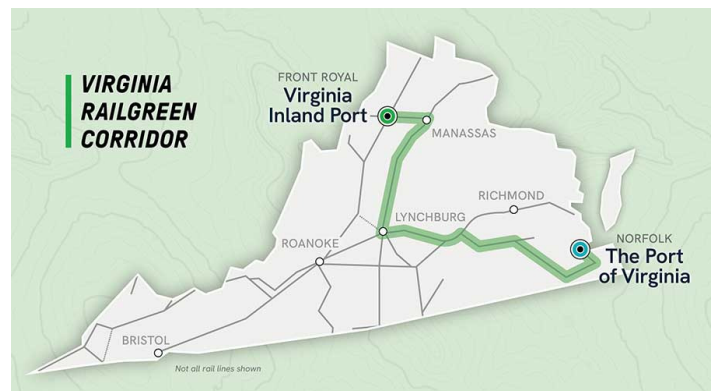 VIRGINIA
RAILGREEN
CORRIDOR
FRONT ROYAL
Virginia
Inland Port
MANASSAS
RICHMOND
LYNCHBURG
ROANOKE
NORFOLK
The Port
of Virginia
BRISTOL
Not all rail lines shown